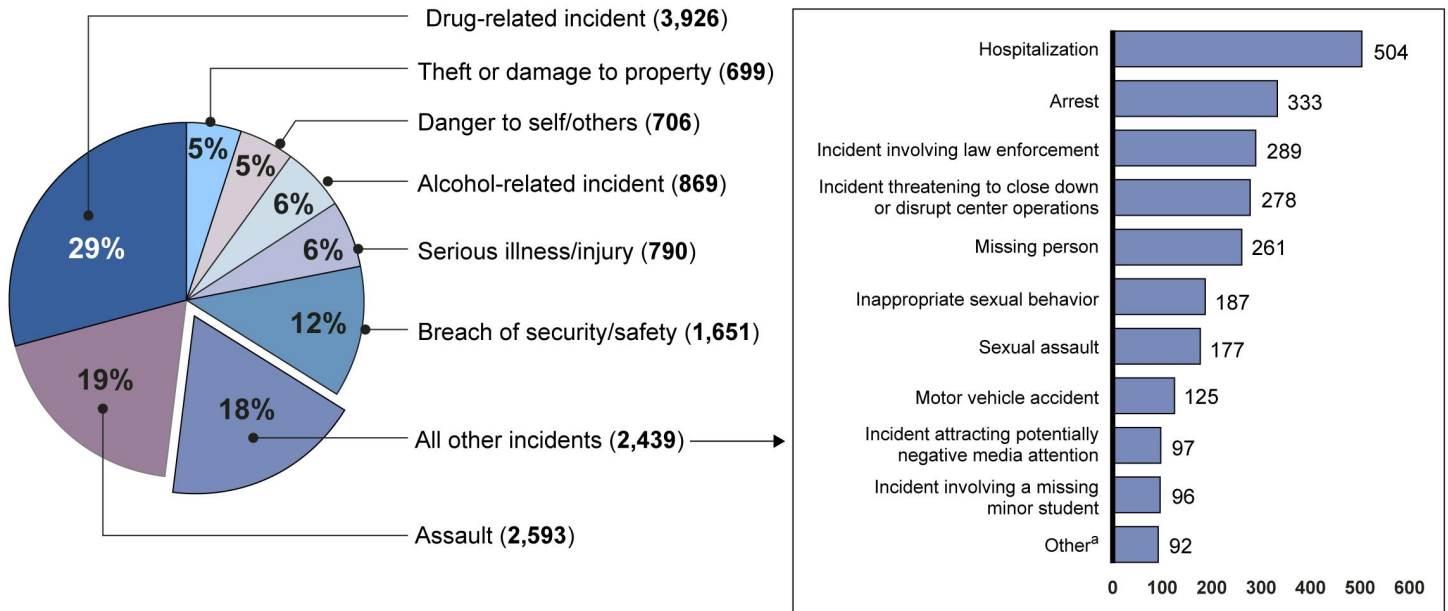 Drug-related incident (3,926)
Theft or damage to property (699)
Danger to self/others (706)
Alcohol-related incident (869)
Serious illness/injury (790)
Breach of security/safety (1,651)
All other incidents (2,439)
Assault (2,593)
5%
5%
6%
6%
12%
18%
19%
29%
Hospitalization 504
Arrest 333
Incident involving law enforcement 289
Incident threatening to close down
or disrupt center operations 278
Missing person 261
Inappropriate sexual behavior 187
Sexual assault 177
Motor vehicle accident 125
Incident attracting potentially
negative media attention 97
Incident involving a missing
minor student 96
Otherᵃ 92
0 100 200 300 400 500 600